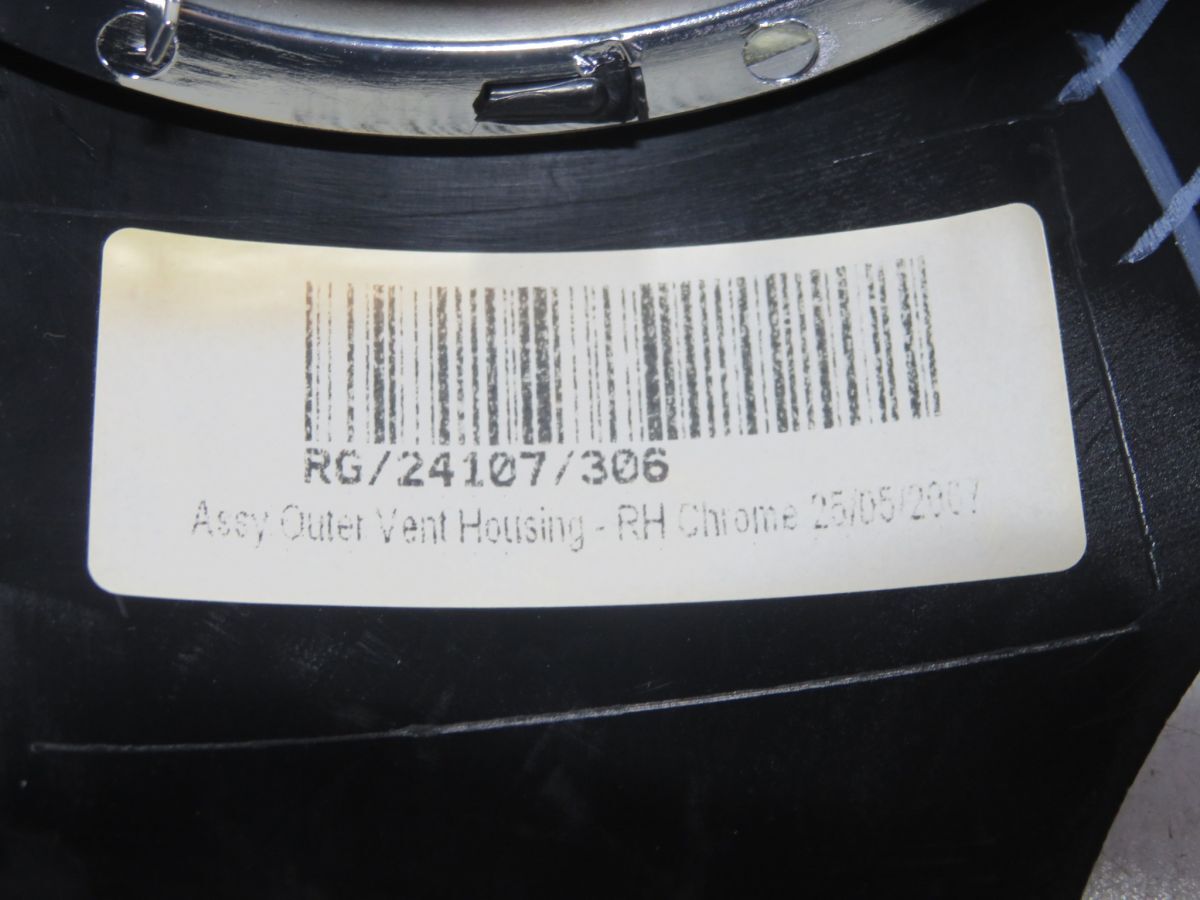 RG/24107/306
Assy Outer Vent Housing - RH Chrome 25/05/2007